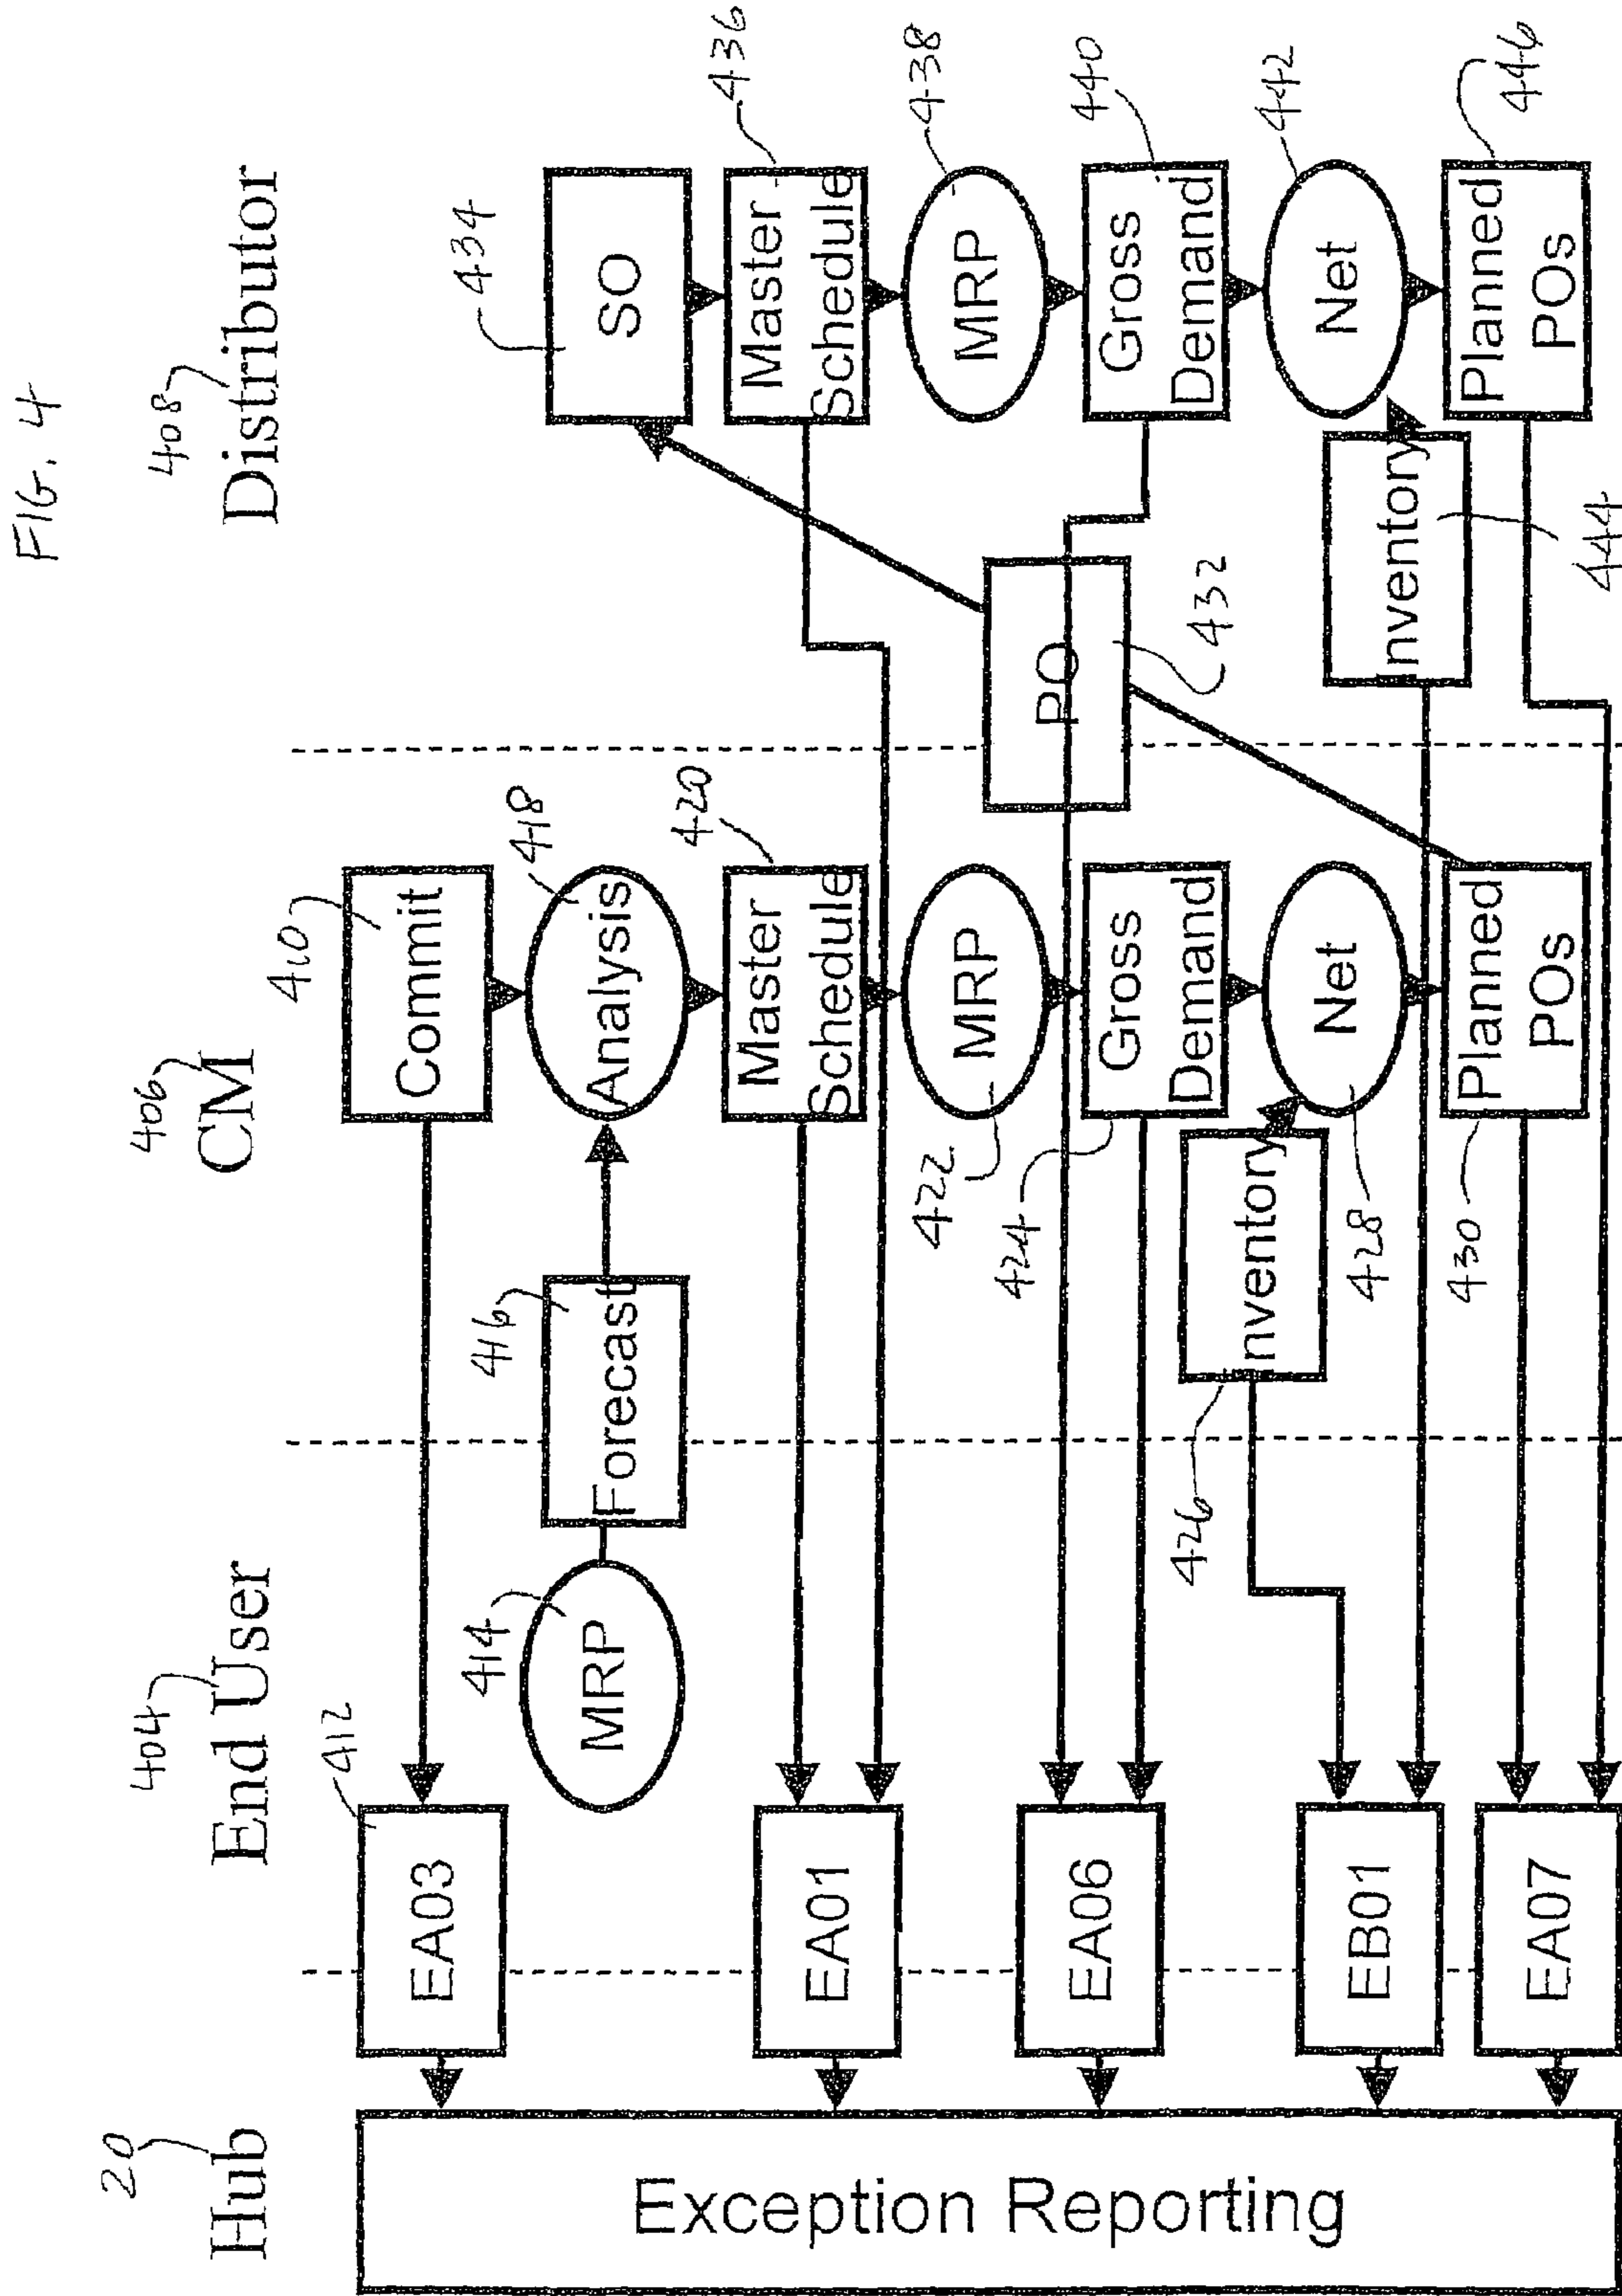 FIG. 4
20
404
406
408
Hub
End User
CM
Distributor
410
Commit
412
EA03
434
SO
414
MRP
416
Forecast
418
Analysis
436
Master
Schedule
420
Master
Schedule
EA01
438
MRP
422
MRP
PO
432
440
Gross
Demand
424
Gross
Demand
EA06
442
Net
444
Inventory
426
Inventory
428
Net
EB01
446
Planned
POs
430
Planned
POs
EA07
Exception Reporting